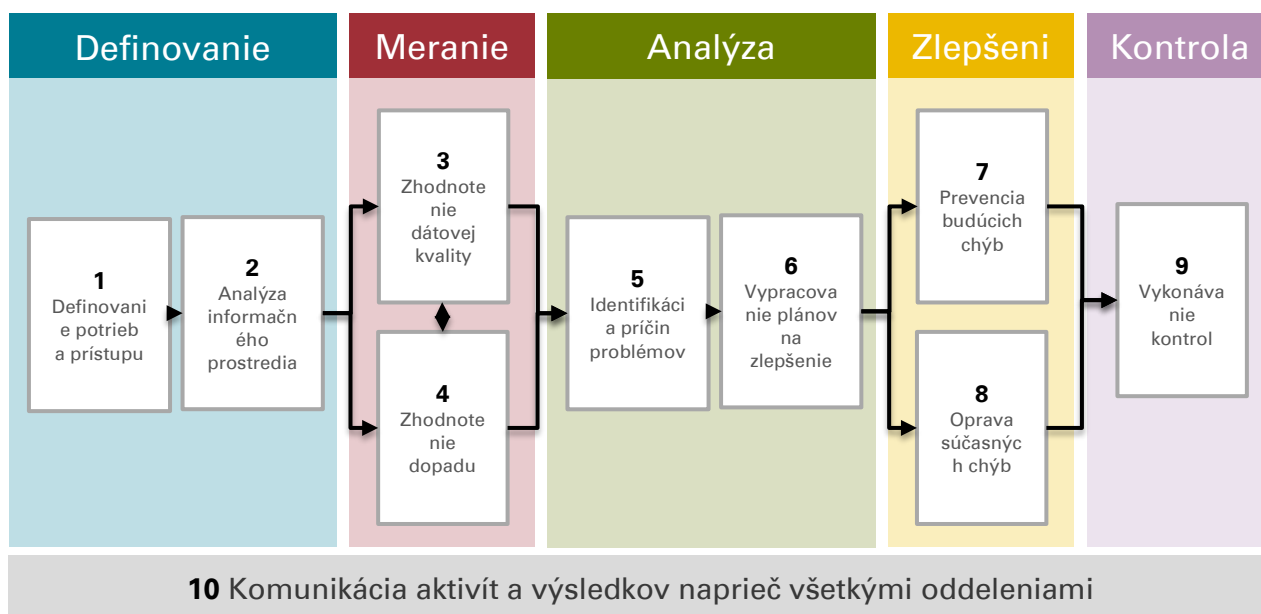 Definovanie
Meranie
Analýza
Zlepšeni
Kontrola
1
Definovani
e potrieb
a prístupu
2
Analýza
informačn
ého
prostredia
3
Zhodnote
nie
dátovej
kvality
4
Zhodnote
nie
dopadu
5
Identifikáci
a príčin
problémov
6
Vypracova
nie plánov
na
zlepšenie
7
Prevencia
budúcich
chýb
8
Oprava
súčasnýc
h chýb
9
Vykonáva
nie
kontrol
10 Komunikácia aktivít a výsledkov naprieč všetkými oddeleniami